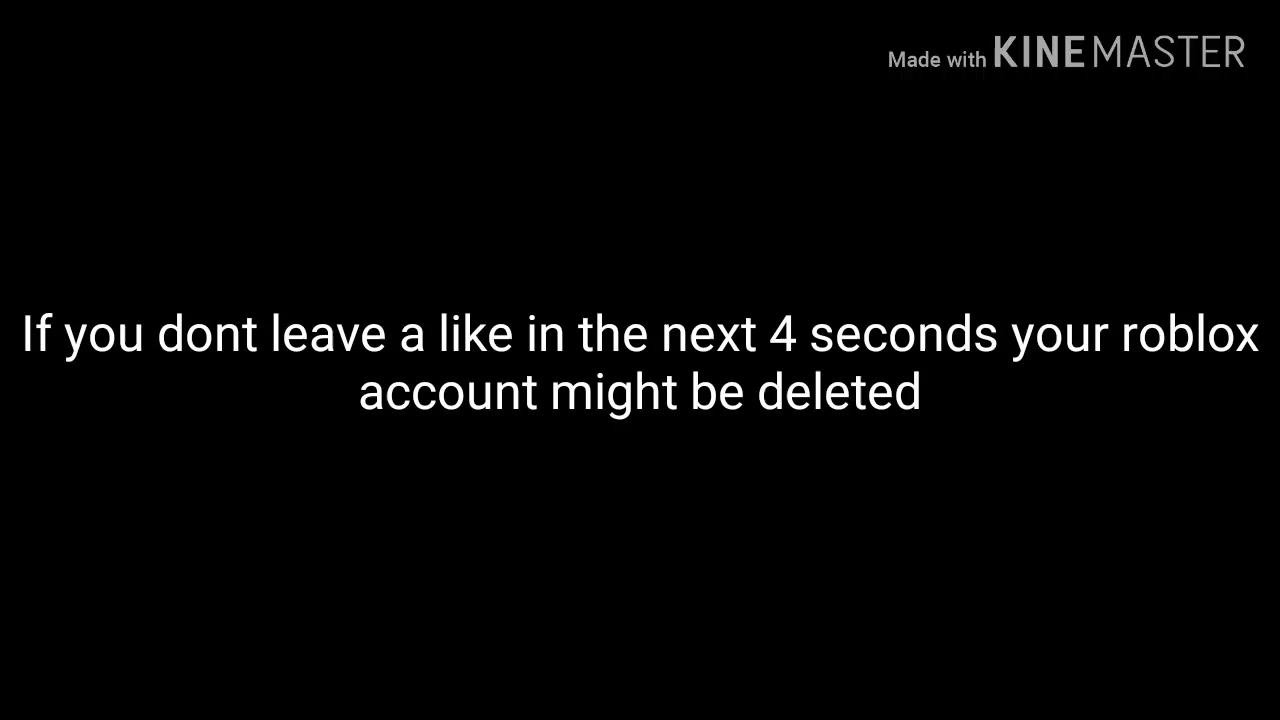 Made with KINEMASTER
If you dont leave a like in the next 4 seconds your roblox
account might be deleted